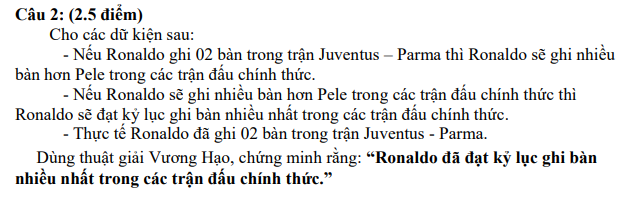 Câu 2: (2.5 điểm)
Cho các dữ kiện sau:
- Nếu Ronaldo ghi 02 bàn trong trận Juventus – Parma thì Ronaldo sẽ ghi nhiều
bàn hơn Pele trong các trận đấu chính thức.
- Nếu Ronaldo sẽ ghi nhiều bàn hơn Pele trong các trận đấu chính thức thì
Ronaldo sẽ đạt kỷ lục ghi bàn nhiều nhất trong các trận đấu chính thức.
- Thực tế Ronaldo đã ghi 02 bàn trong trận Juventus - Parma.
Dùng thuật giải Vương Hạo, chứng minh rằng: “Ronaldo đã đạt kỷ lục ghi bàn
nhiều nhất trong các trận đấu chính thức.”